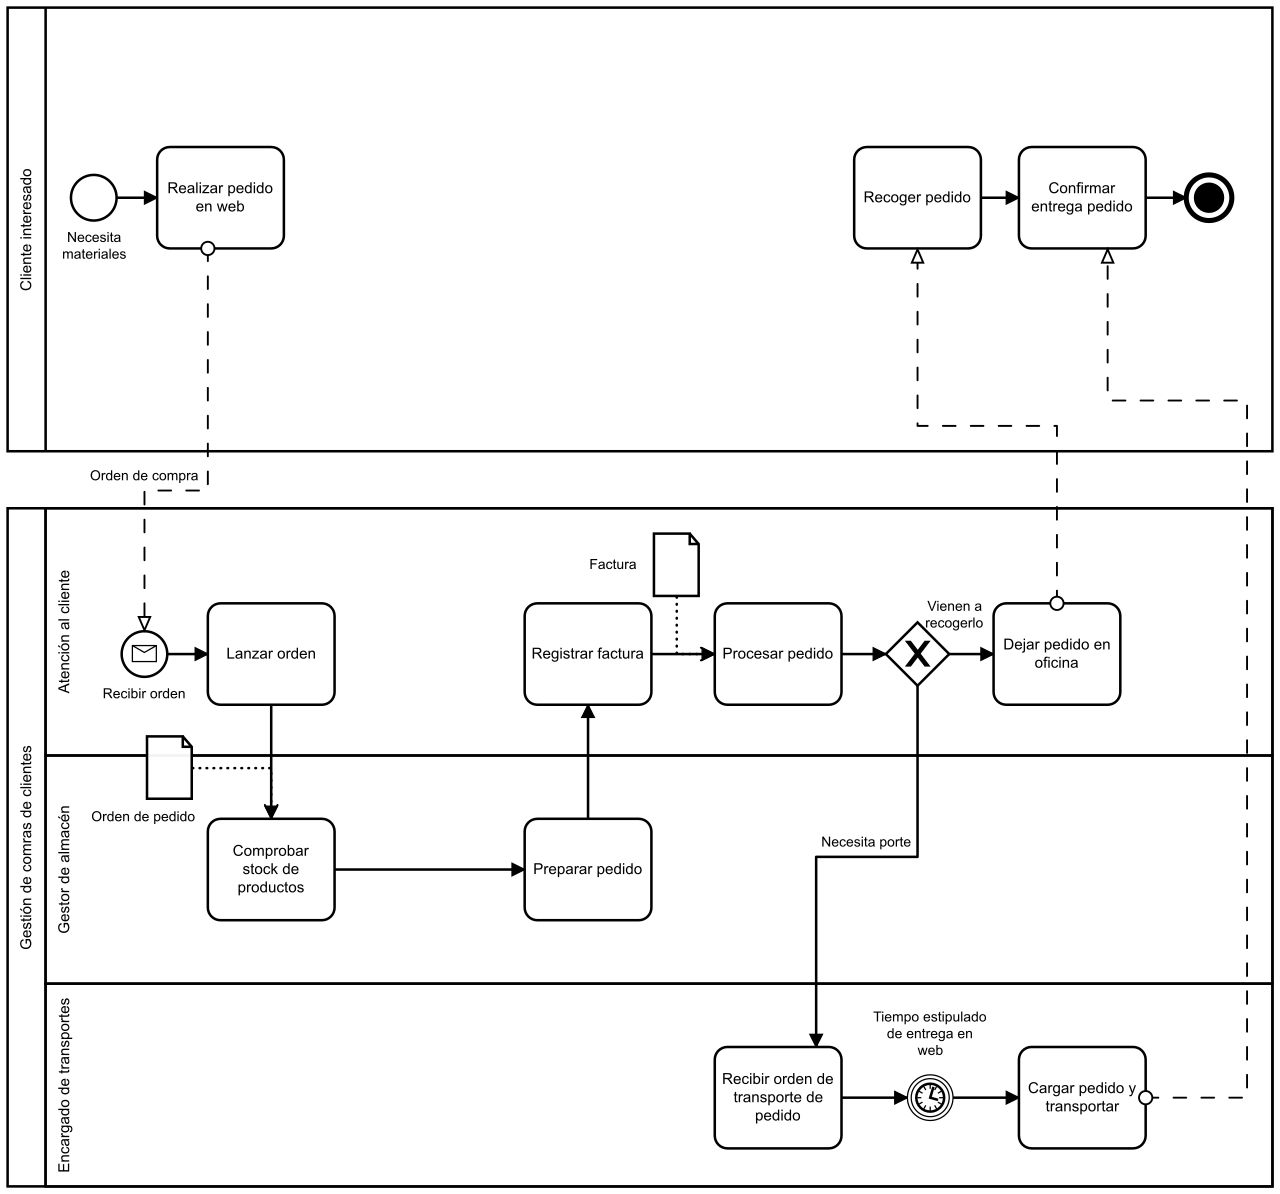 Cliente interesado
Necesita
materiales
Realizar pedido
en web
Recoger pedido
Confirmar
entrega pedido
Orden de compra
Gestión de compras de clientes
Atención al cliente
Recibir orden
Lanzar orden
Registrar factura
Factura
Procesar pedido
Vienen a
recogerlo
Dejar pedido en
oficina
Gestor de almacén
Orden de pedido
Comprobar
stock de
productos
Preparar pedido
Necesita porte
Encargado de transportes
Recibir orden de
transporte de
pedido
Tiempo estipulado
de entrega en
web
Cargar pedido y
transportar